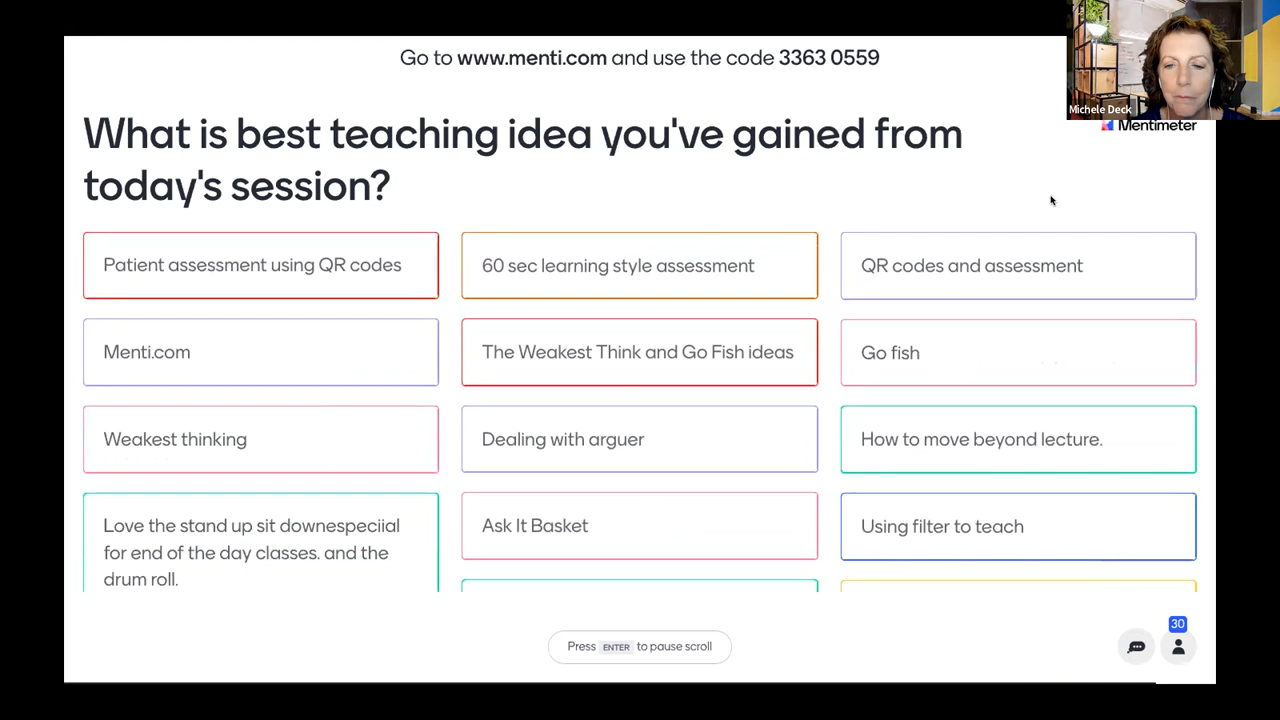 Go to www.menti.com and use the code 3363 0559
Michele Deck
Mentimeter
What is best teaching idea you've gained from
today's session?
Patient assessment using QR codes
60 sec learning style assessment
QR codes and assessment
Menti.com
The Weakest Think and Go Fish ideas
Go fish
Weakest thinking
Dealing with arguer
How to move beyond lecture.
Love the stand up sit downespeciial
for end of the day classes. and the
drum roll.
Ask It Basket
Using filter to teach
Press ENTER to pause scroll
30